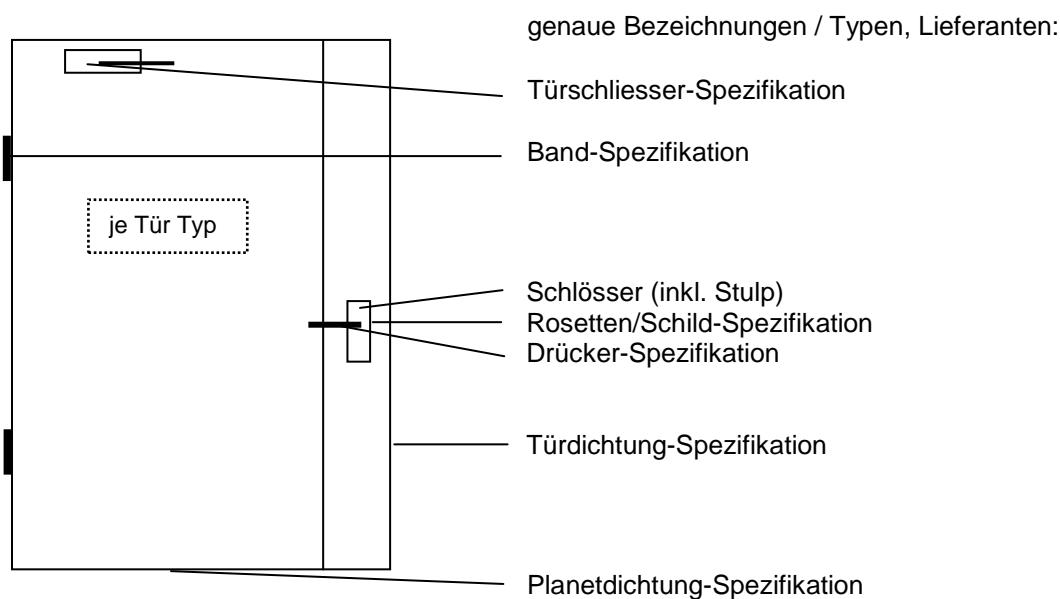 genaue Bezeichnungen / Typen, Lieferanten:
Türschliesser-Spezifikation
Band-Spezifikation
je Tür Typ
Schlösser (inkl. Stulp)
Rosetten/Schild-Spezifikation
Drücker-Spezifikation
Türdichtung-Spezifikation
Planetdichtung-Spezifikation